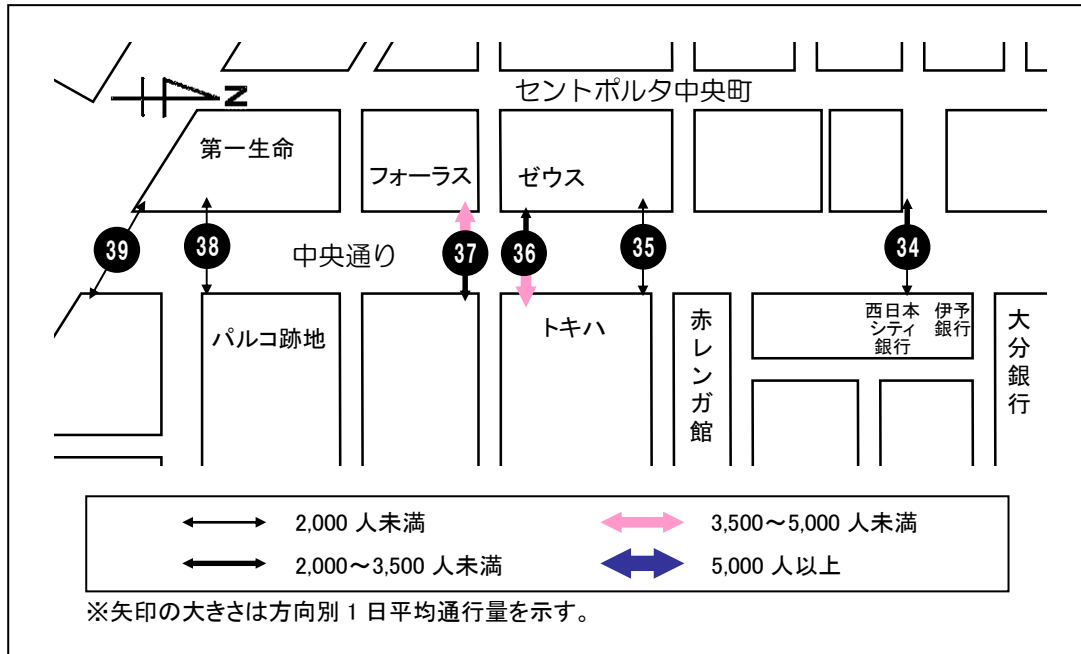 セントポルタ中央町
N
第一生命
フォーラス
ゼウス
39
38
中央通り
37
36
35
34
パルコ跡地
トキハ
赤レンガ館
西日本
シティ
銀行
伊予
銀行
大分銀行
2,000 人未満
3,500~5,000 人未満
2,000~3,500 人未満
5,000 人以上
※矢印の大きさは方向別 1 日平均通行量を示す。